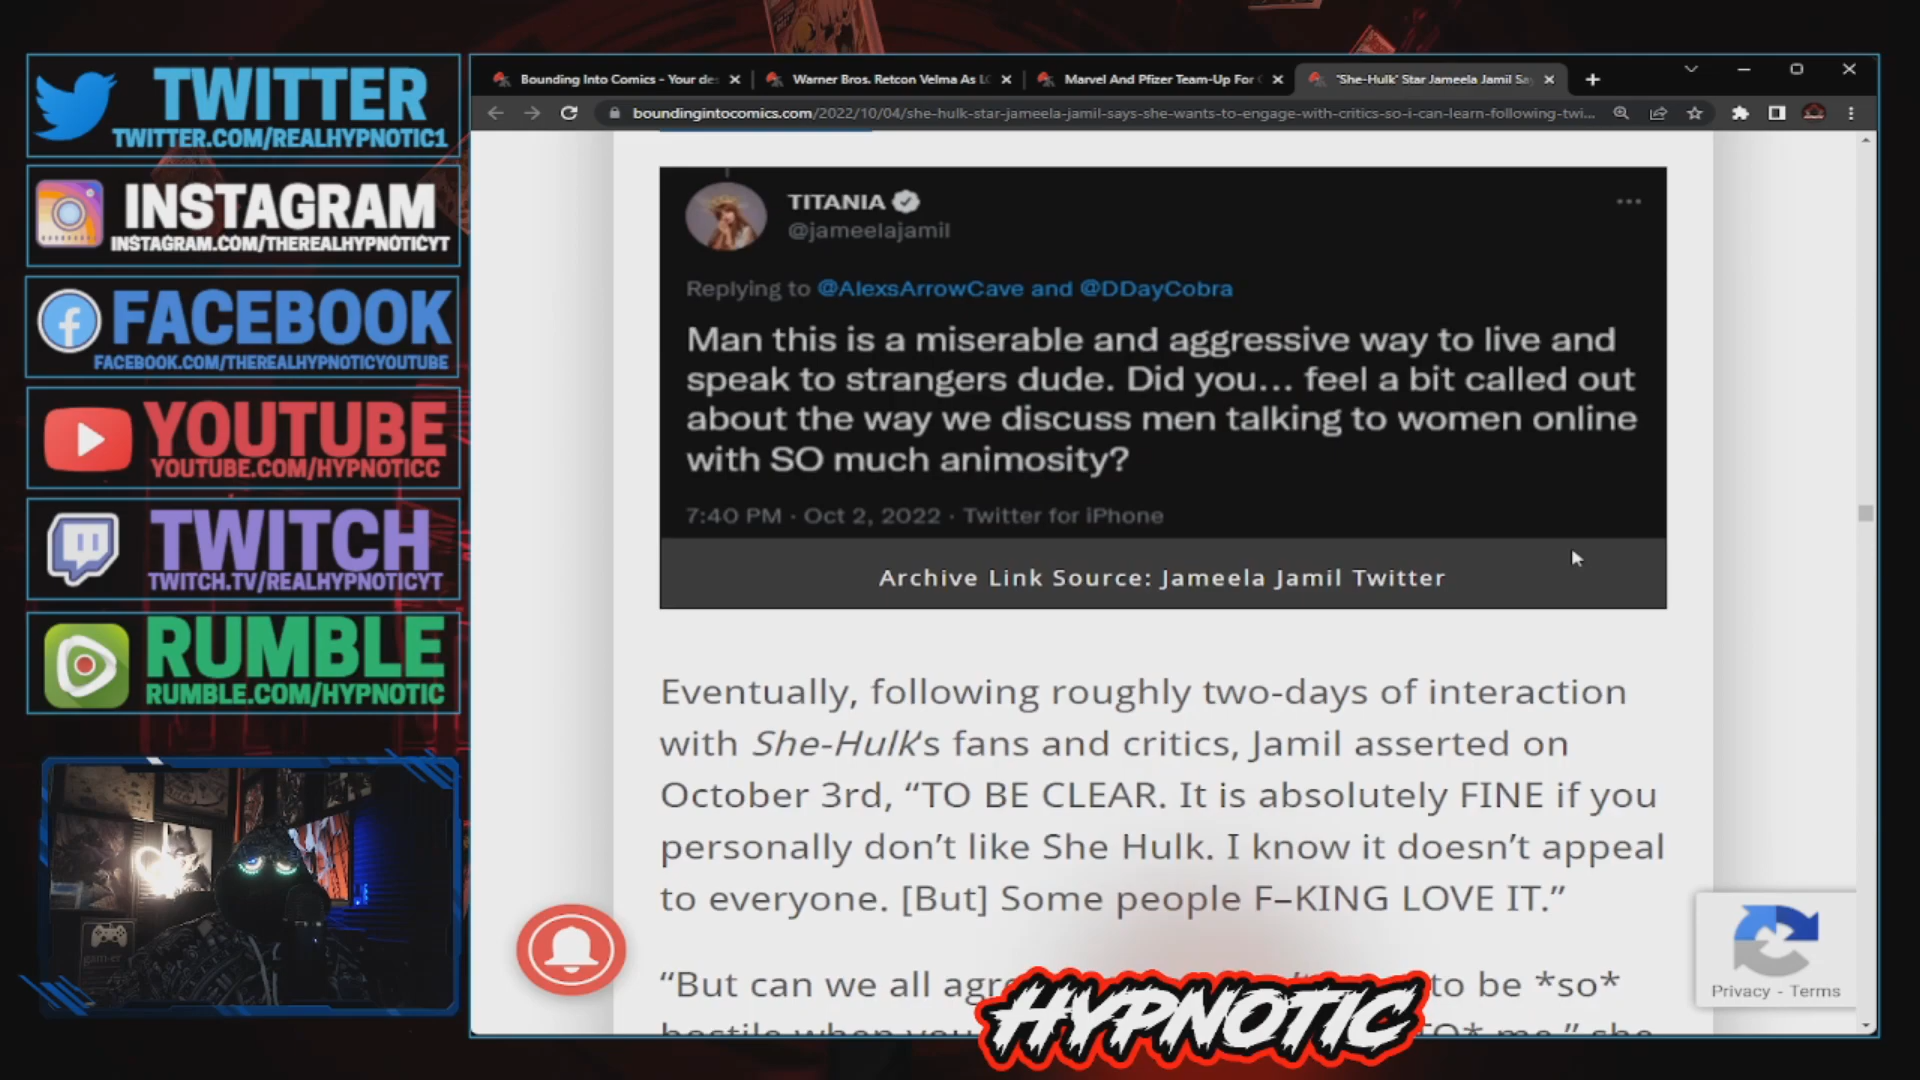 TWITTER
TWITTER.COM/REALHYPNOTIC1
INSTAGRAM
INSTAGRAM.COM/THEREALHYPNOTICYT
FACEBOOK
FACEBOOK.COM/THEREALHYPNOTICYOUTUBE
YOUTUBE
YOUTUBE.COM/HYPNOTICC
TWITCH
TWITCH.TV/REALHYPNOTICYT
RUMBLE
RUMBLE.COM/HYPNOTIC
Bounding Into Comics - Your de
Warner Bros. Retcon Velma As L
Marvel And Pfizer Team-Up For
'She-Hulk' Star Jameela Jamil Sa
boundingintocomics.com/2022/10/04/she-hulk-star-jameela-jamil-says-she-wants-to-engage-with-critics-so-i-can-learn-following-twi...
TITANIA
@jameelajamil
Replying to @AlexsArrowCave and @DDayCobra
Man this is a miserable and aggressive way to live and
speak to strangers dude. Did you... feel a bit called out
about the way we discuss men talking to women online
with SO much animosity?
7:40 PM · Oct 2, 2022 · Twitter for iPhone
Archive Link Source: Jameela Jamil Twitter
Eventually, following roughly two-days of interaction
with She-Hulk's fans and critics, Jamil asserted on
October 3rd, “TO BE CLEAR. It is absolutely FINE if you
personally don't like She Hulk. I know it doesn't appeal
to everyone. [But] Some people F–KING LOVE IT.”
“But can we all agr to be *so*
hostile when you TO* me,” she
HYPNOTIC
Privacy - Terms